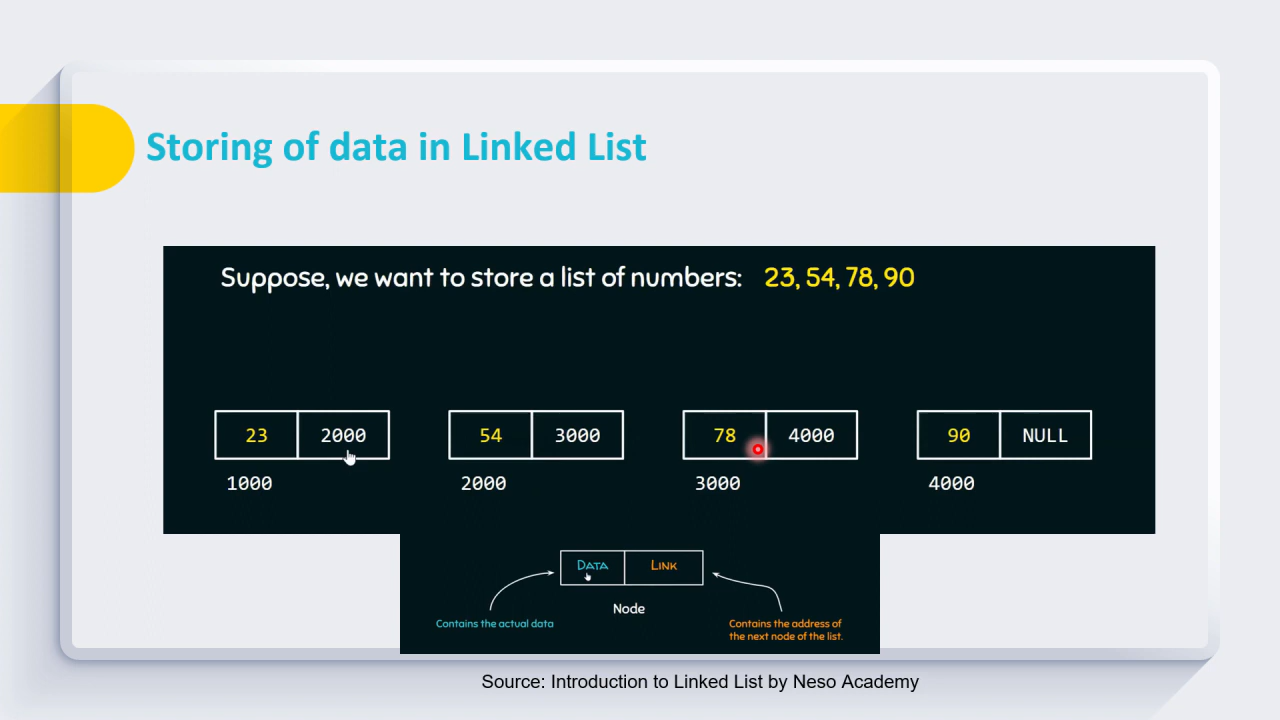 Storing of data in Linked List
Suppose, we want to store a list of numbers: 23, 54, 78, 90
23 2000 54 3000 78 4000 90 NULL
1000 2000 3000 4000
DATA LINK
Node
Contains the actual data
Contains the address of
the next node of the list.
Source: Introduction to Linked List by Neso Academy